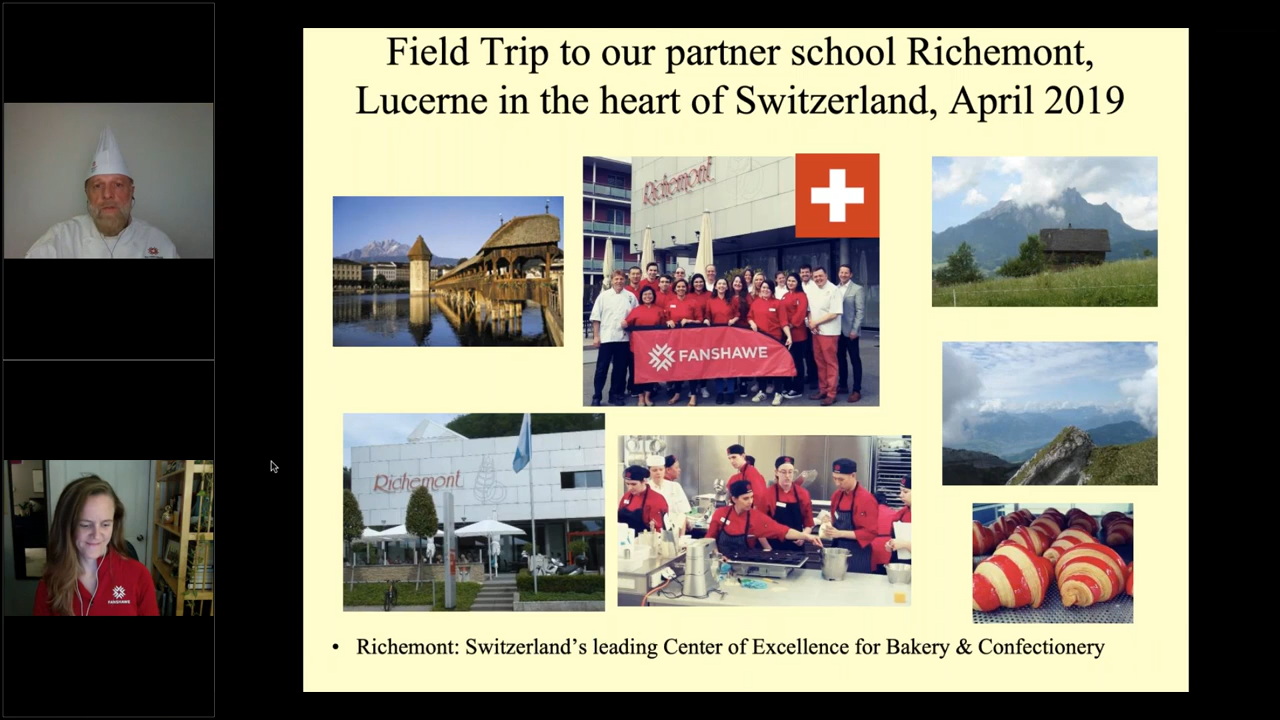 Field Trip to our partner school Richemont,
Lucerne in the heart of Switzerland, April 2019
Richemont
FANSHAWE
Richemont
FANSHAWE
• Richemont: Switzerland’s leading Center of Excellence for Bakery & Confectionery